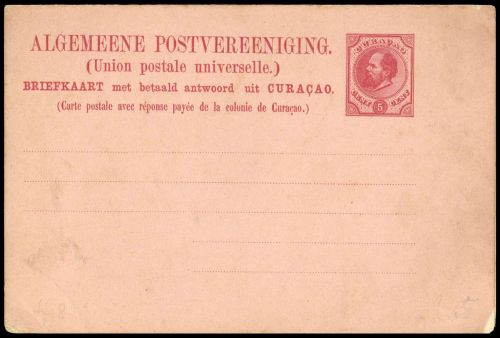 ALGEMEENE POSTVEREENIGING.
(Union postale universelle.)
BRIEFKAART met betaald antwoord uit CURAÇAO.
(Carte postale avec réponse payée de la colonie de Curaçao.)
CURAÇAO
5